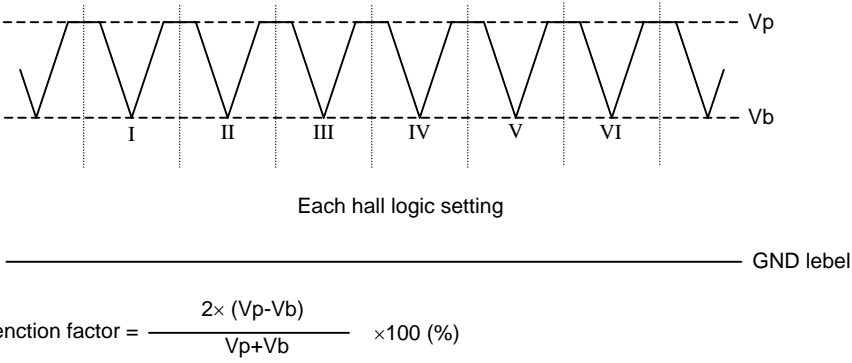 Vp
Vb
I II III IV V VI
Each hall logic setting
GND lebel
enction factor = 2× (Vp-Vb) ×100 (%)
Vp+Vb